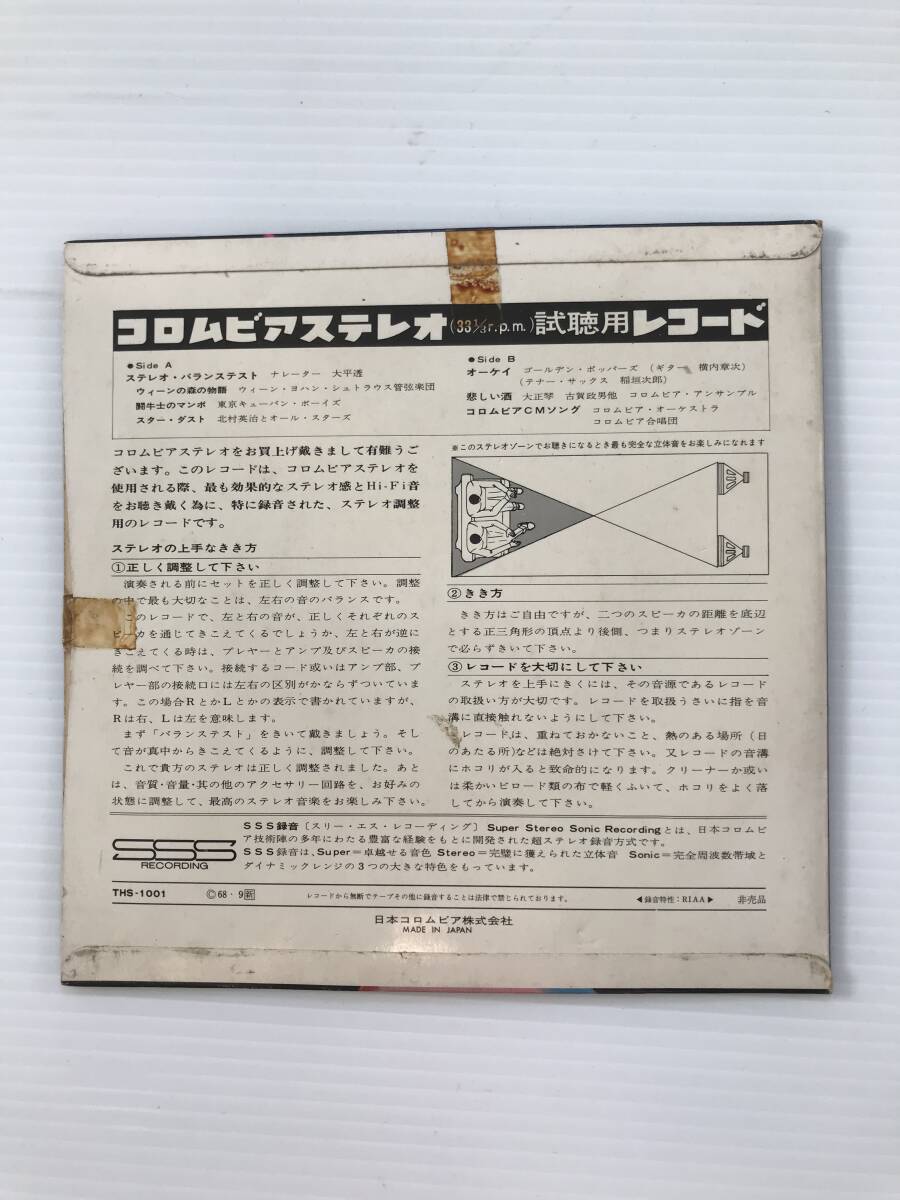 コロムビアステレオ(33⅓r.p.m.)試聴用レコード
●Side A
ステレオ・バランステスト ナレーター 大平透
ウィーンの森の物語 ウィーン・ヨハン・シュトラウス管弦楽団
闘牛士のマンボ 東京キューバン・ボーイズ
スター・ダスト 北村英治とオール・スターズ
●Side B
オーケイ ゴールデン・ポッパーズ (ギター 横内章次)
(テナー・サックス 稲垣次郎)
悲しい酒 大正琴 古賀政男他 コロムビア・アンサンブル
コロムビアCMソング コロムビア・オーケストラ
コロムビア合唱団
コロムビアステレオをお買上げ戴きまして有難うご
ざいます。このレコードは、コロムビアステレオを
使用される際、最も効果的なステレオ感とHi-Fi音
をお聴き戴く為に、特に録音された、ステレオ調整
用のレコードです。
ステレオの上手なきき方
①正しく調整して下さい
演奏される前にセットを正しく調整して下さい。調整
の中で最も大切なことは、左右の音のバランスです。
このレコードで、左と右の音が、正しくそれぞれのス
ピーカを通じてきこえてくるでしょうか、左と右が逆に
きこえてくる時は、プレヤーとアンプ及びスピーカの接
続を調べて下さい。接続するコード或いはアンプ部、プ
レヤー部の接続口には左右の区別がかならずついていま
す。この場合RとかLとかの表示で書かれていますが、
Rは右、Lは左を意味します。
まず「バランステスト」をきいて戴きましょう。そし
て音が真中からきこえてくるように、調整して下さい。
これで貴方のステレオは正しく調整されました。あと
は、音質・音量・其の他のアクセサリー回路を、お好みの
状態に調整して、最高のステレオ音楽をお楽しみ下さい。
※このステレオゾーンでお聴きになるとき最も完全な立体音をお楽しみになれます
②きき方
きき方はご自由ですが、二つのスピーカの距離を底辺
とする正三角形の頂点より後側、つまりステレオゾーン
で必らずきいて下さい。
③レコードを大切にして下さい
ステレオを上手にきくには、その音源であるレコード
の取扱い方が大切です。レコードを取扱うさいに指を音
溝に直接触れないようにして下さい。
レコードは、重ねておかないこと、熱のある場所（日
のあたる所)などは絶対さけて下さい。又レコードの音溝
にホコリが入ると致命的になります。クリーナーか或い
は柔かいビロード類の布で軽くふいて、ホコリをよく落
してから演奏して下さい。
SSS
RECORDING
SSS録音〔スリー・エス・レコーディング〕Super Stereo Sonic Recordingとは、日本コロムビ
ア技術陣の多年にわたる豊富な経験をもとに開発された超ステレオ録音方式です。
SSS録音は、Super=卓越せる音色 Stereo=完璧に獲えられた立体音 Sonic=完全周波数帯域と
ダイナミックレンジの3つの大きな特色をもっています。
THS-1001 ©68・9新 レコードから無断でテープその他に録音することは法律で禁じられております。 ◀録音特性:RIAA▶ 非売品
日本コロムビア株式会社
MADE IN JAPAN